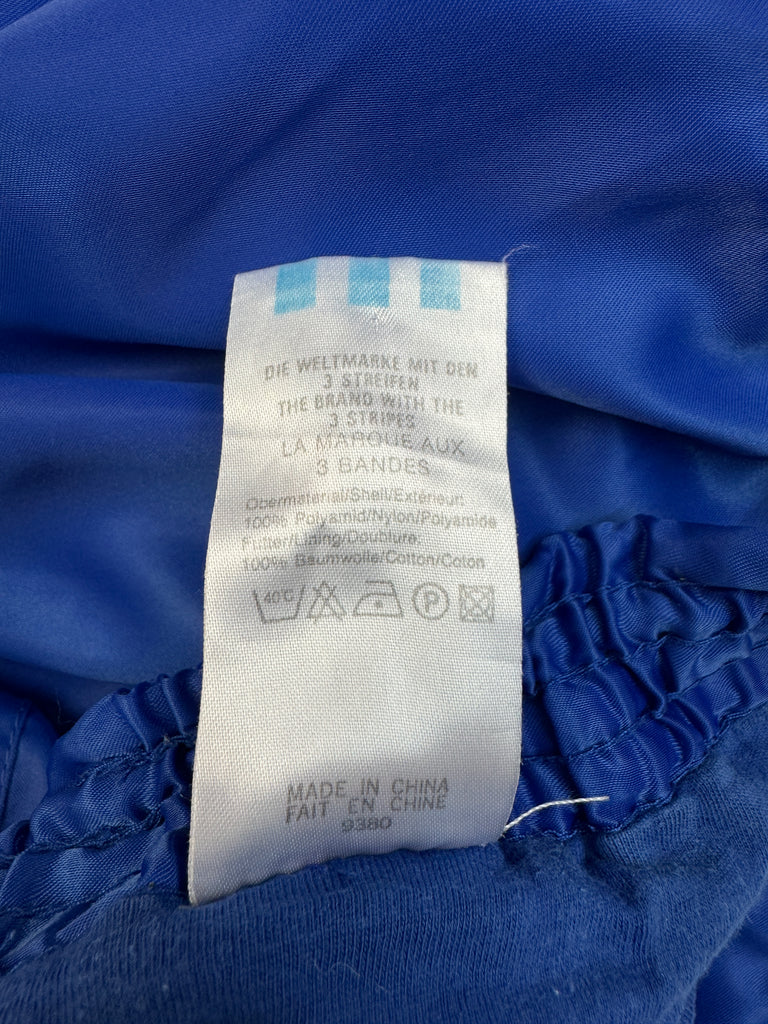 DIE WELTMARKE MIT DEN
3 STREIFEN
THE BRAND WITH THE
3 STRIPES
LA MARQUE AUX
3 BANDES
Obermaterial/Shell/Exterieur:
100% Polyamid/Nylon/Polyamide
Futter/Lining/Doublure:
100% Baumwolle/Cotton/Coton
40°C P
MADE IN CHINA
FAIT EN CHINE
9380